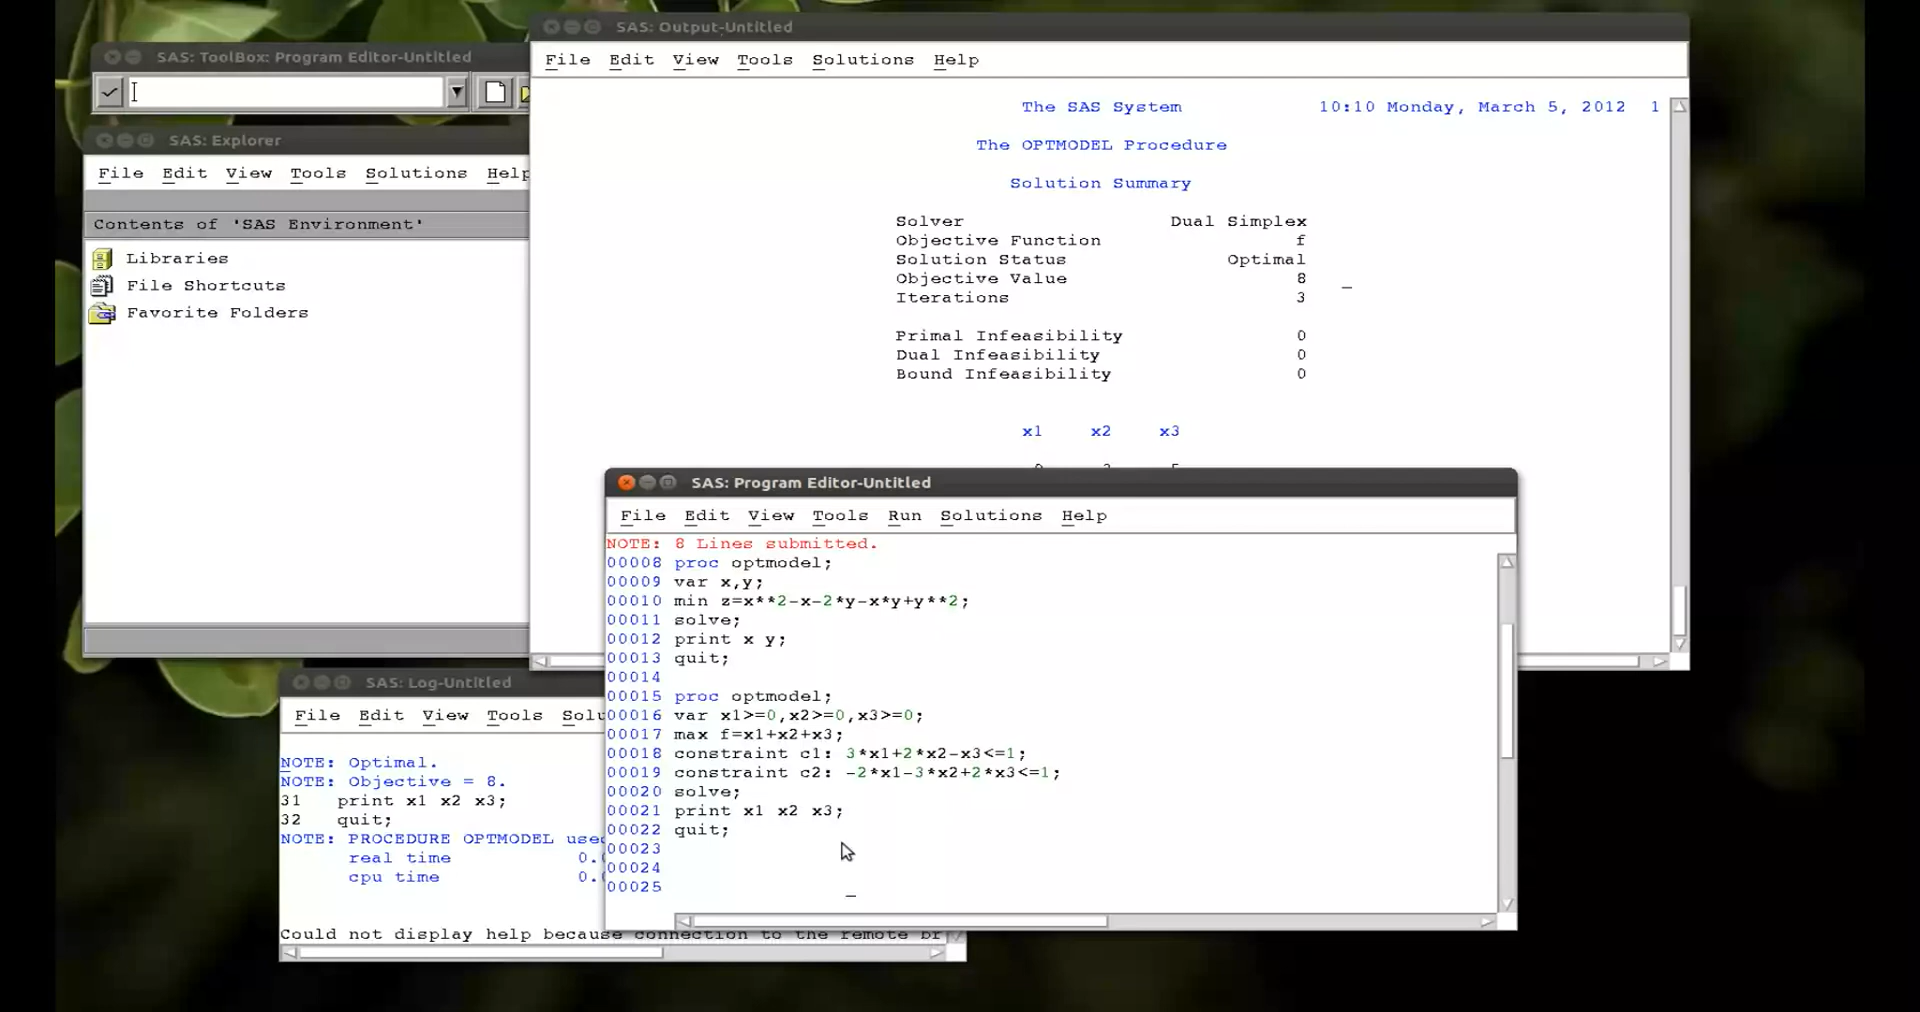 SAS: ToolBox: Program Editor-Untitled
SAS: Explorer
File Edit View Tools Solutions Help
Contents of 'SAS Environment'
Libraries
File Shortcuts
Favorite Folders
SAS: Output-Untitled
File Edit View Tools Solutions Help
The SAS System 10:10 Monday, March 5, 2012 1
The OPTMODEL Procedure
Solution Summary
Solver Dual Simplex
Objective Function f
Solution Status Optimal
Objective Value 8
Iterations 3
Primal Infeasibility 0
Dual Infeasibility 0
Bound Infeasibility 0
x1 x2 x3
SAS: Program Editor-Untitled
File Edit View Tools Run Solutions Help
NOTE: 8 Lines submitted.
00008 proc optmodel;
00009 var x,y;
00010 min z=x**2-x-2*y-x*y+y**2;
00011 solve;
00012 print x y;
00013 quit;
00014
00015 proc optmodel;
00016 var x1>=0,x2>=0,x3>=0;
00017 max f=x1+x2+x3;
00018 constraint c1: 3*x1+2*x2-x3<=1;
00019 constraint c2: -2*x1-3*x2+2*x3<=1;
00020 solve;
00021 print x1 x2 x3;
00022 quit;
00023
00024
00025
SAS: Log-Untitled
File Edit View Tools
NOTE: Optimal.
NOTE: Objective = 8.
31 print x1 x2 x3;
32 quit;
NOTE: PROCEDURE OPTMODEL used
real time 0.
cpu time 0.
Could not display help because connection to the remote br